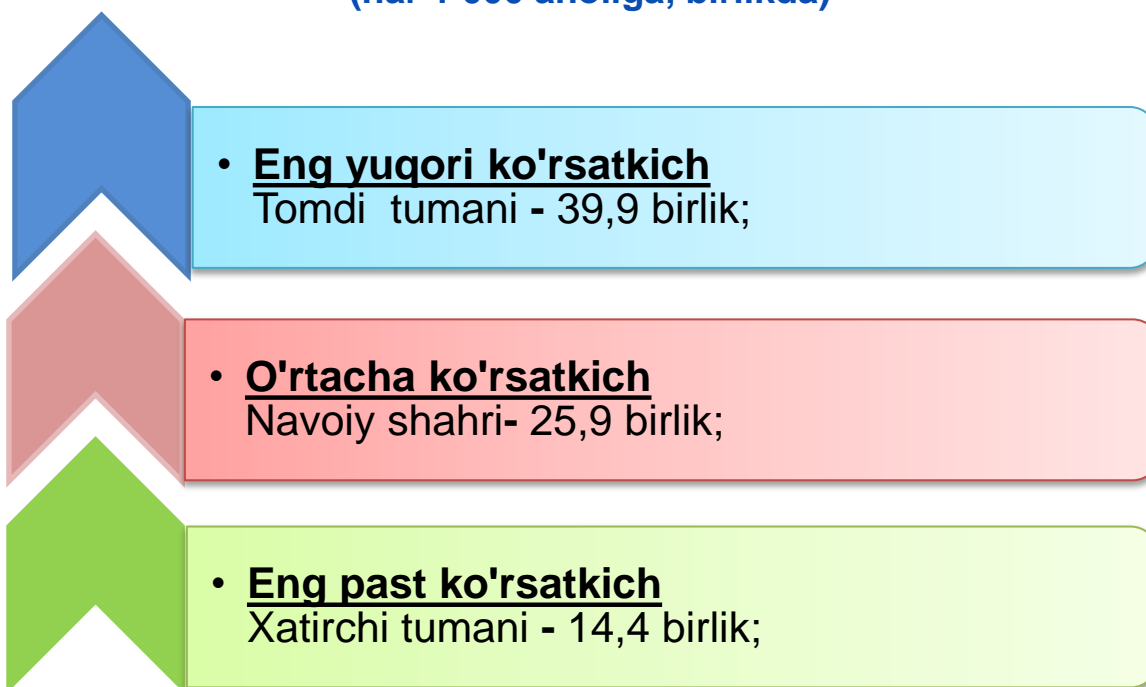 • Eng yuqori ko'rsatkich
Tomdi tumani - 39,9 birlik;
• O'rtacha ko'rsatkich
Navoiy shahri- 25,9 birlik;
• Eng past ko'rsatkich
Xatirchi tumani - 14,4 birlik;